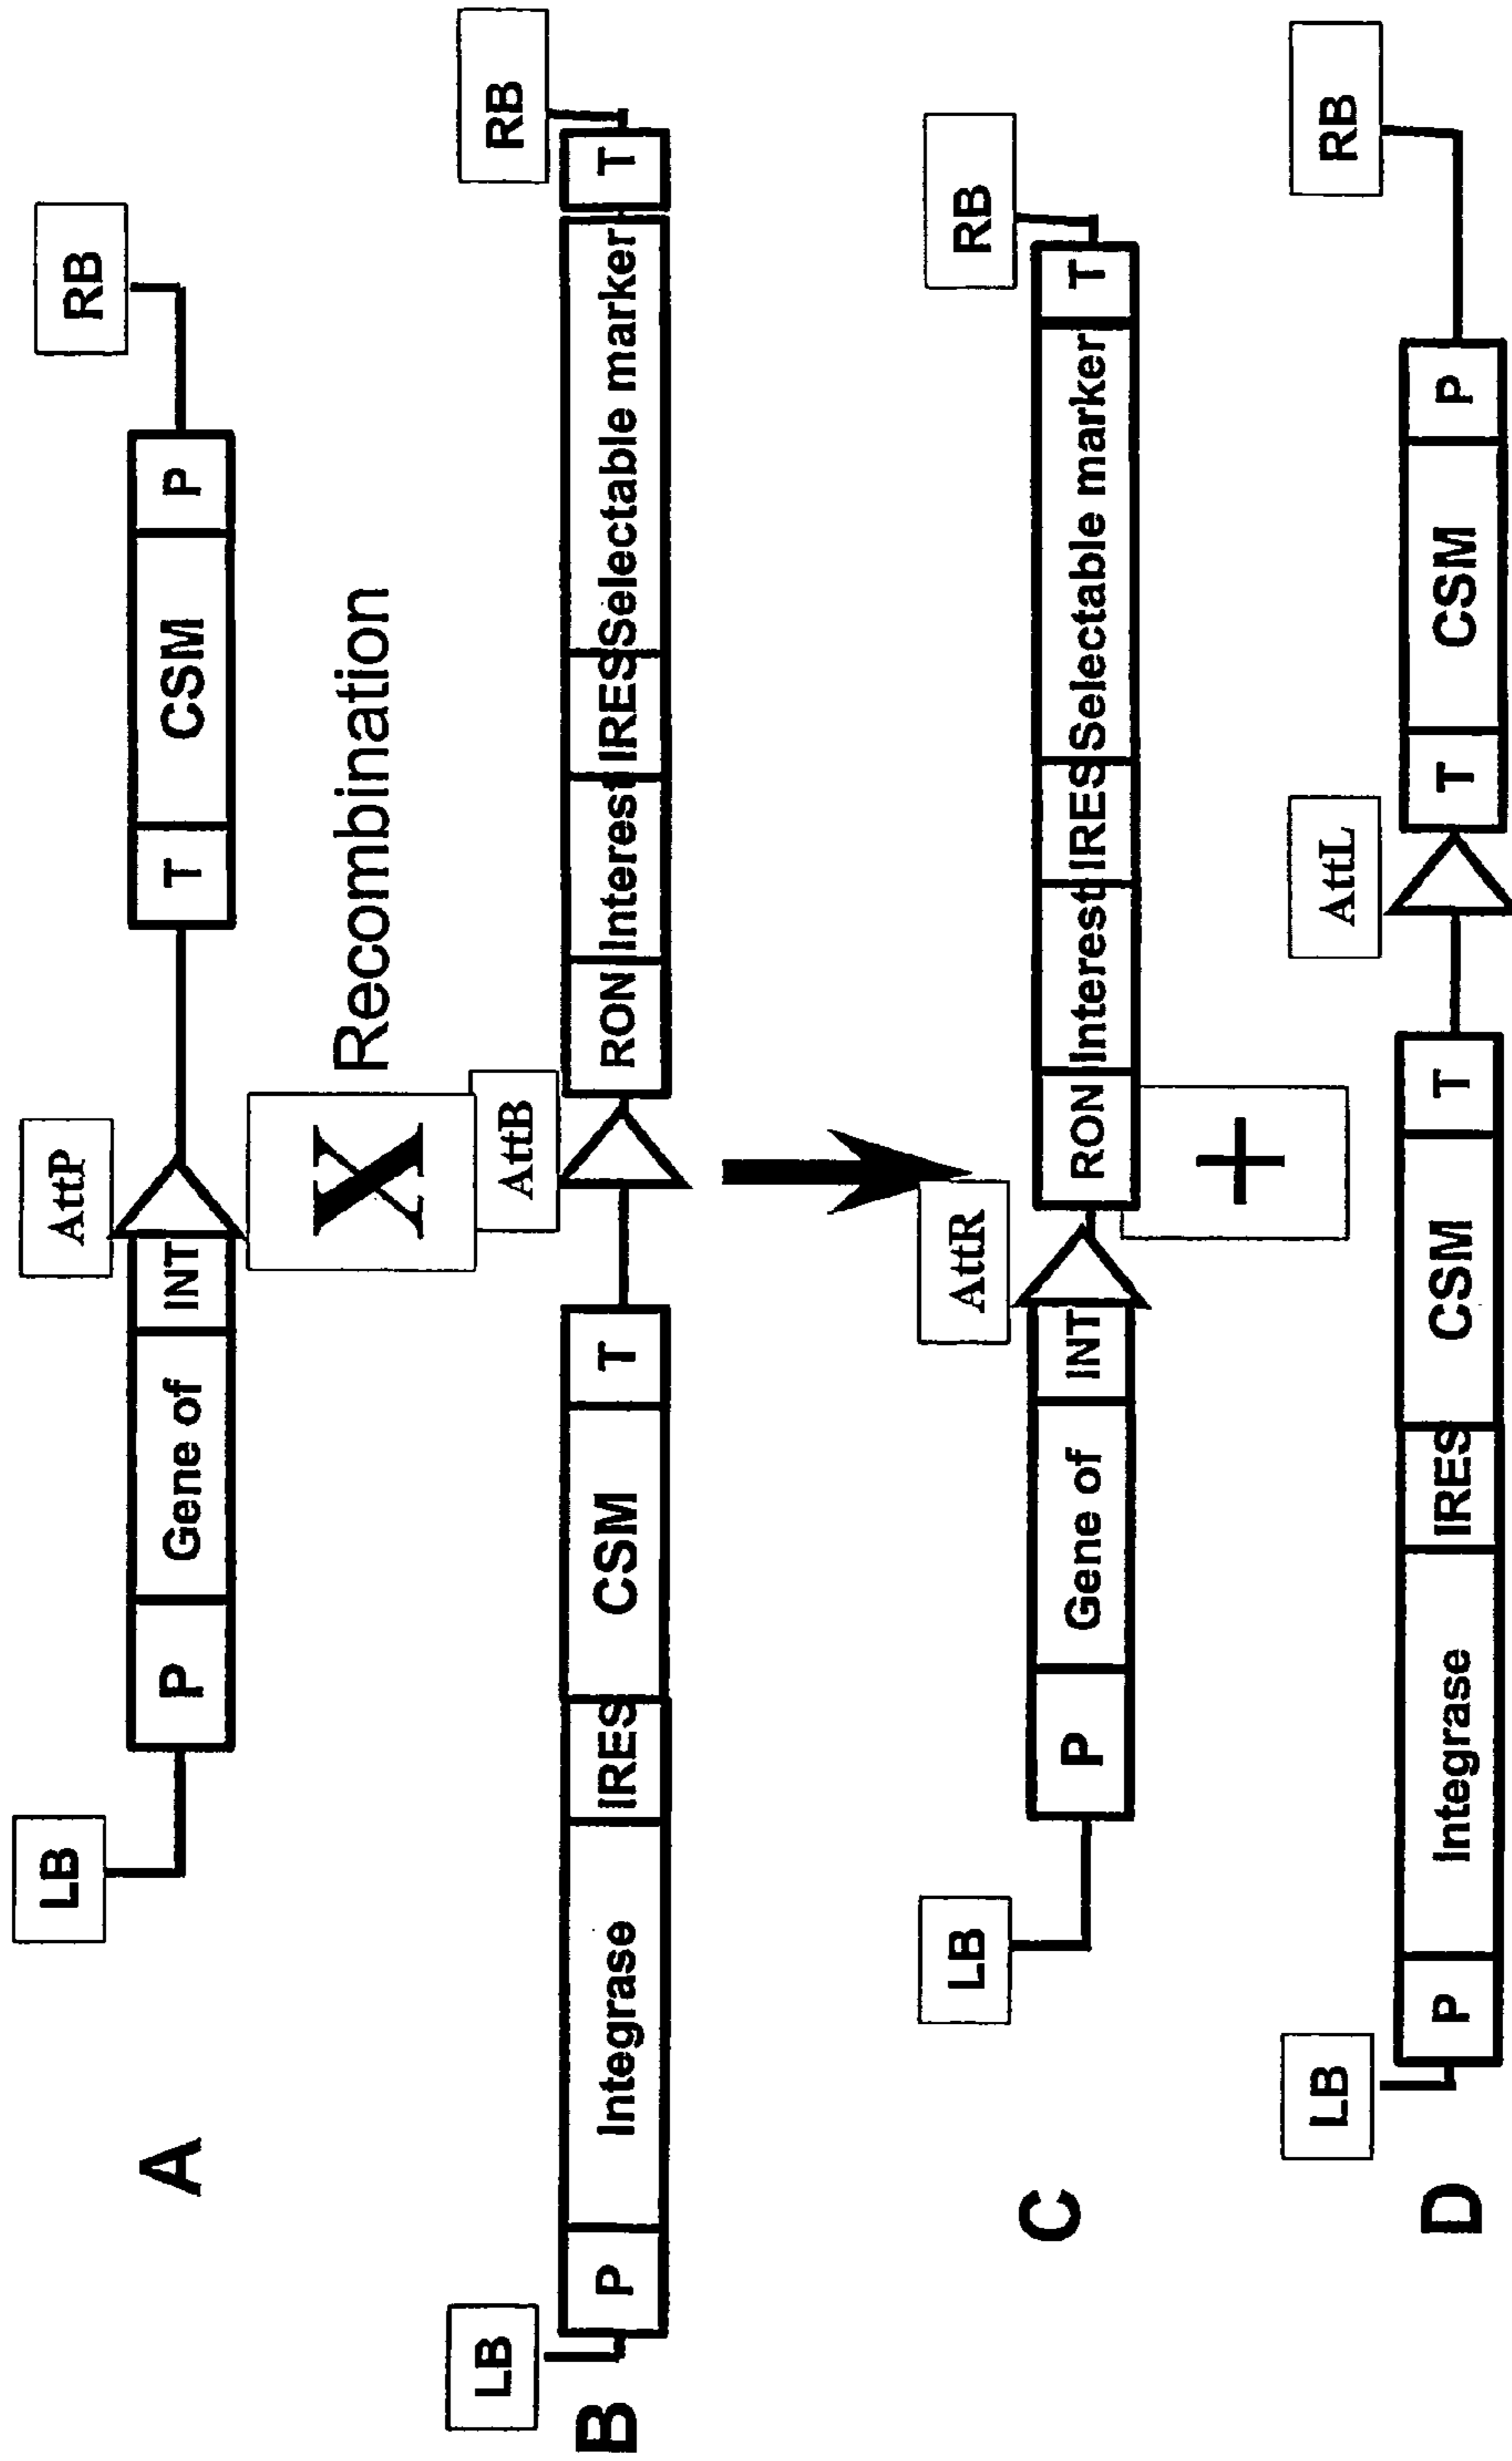 A
LB
P
Gene of
INT
AttP
T
CSM
P
RB
X
Recombination
B
LB
P
Integrase
IRES
CSM
T
AttB
RON
Interest
IRES
Selectable marker
T
RB
C
LB
P
Gene of
INT
AttR
RON
Interest
IRES
Selectable marker
T
RB
+
D
LB
P
Integrase
IRES
CSM
T
AttL
T
CSM
P
RB